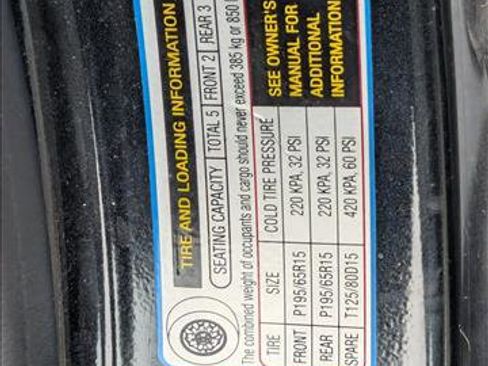 TIRE AND LOADING INFORMATION
SEATING CAPACITY TOTAL 5 FRONT 2 REAR 3
The combined weight of occupants and cargo should never exceed 385 kg or 850
TIRE SIZE COLD TIRE PRESSURE SEE OWNER'S MANUAL FOR ADDITIONAL INFORMATION
FRONT P195/65R15 220 KPA, 32 PSI
REAR P195/65R15 220 KPA, 32 PSI
SPARE T125/80D15 420 KPA, 60 PSI